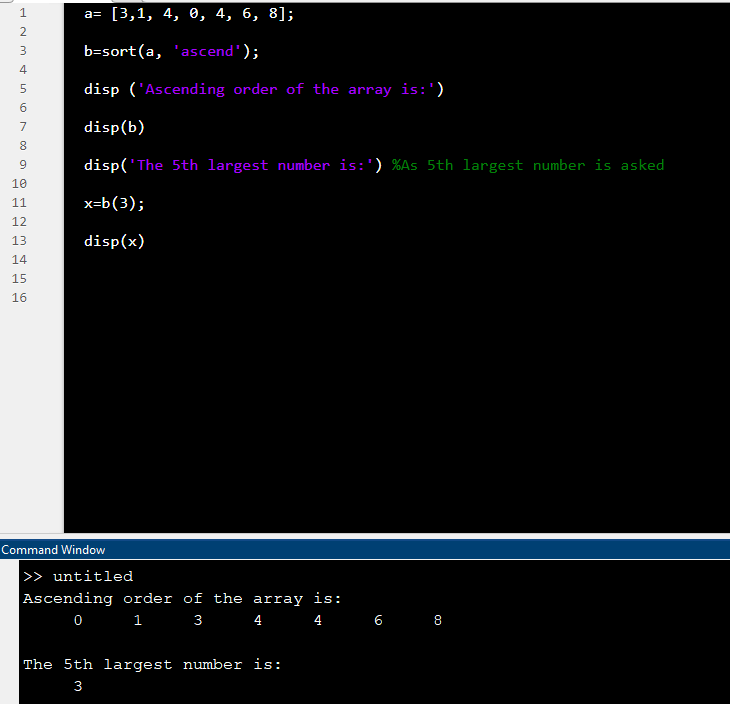 1 a= [3,1, 4, 0, 4, 6, 8];
2
3 b=sort(a, 'ascend');
4
5 disp ('Ascending order of the array is:')
6
7 disp(b)
8
9 disp('The 5th largest number is:') %As 5th largest number is asked
10
11 x=b(3);
12
13 disp(x)
14
15
16
Command Window
>> untitled
Ascending order of the array is:
0 1 3 4 4 6 8
The 5th largest number is:
3